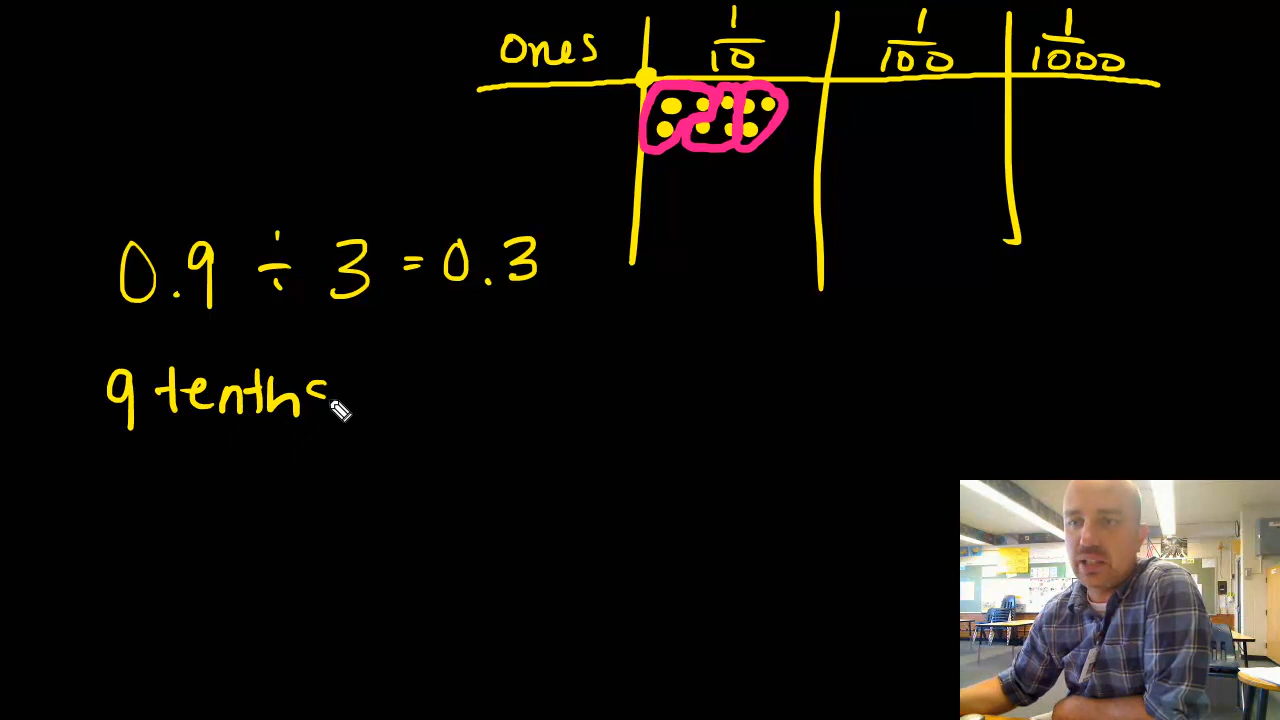 ones 1/10 1/100 1/1000
0.9 ÷ 3 = 0.3
9 tenths